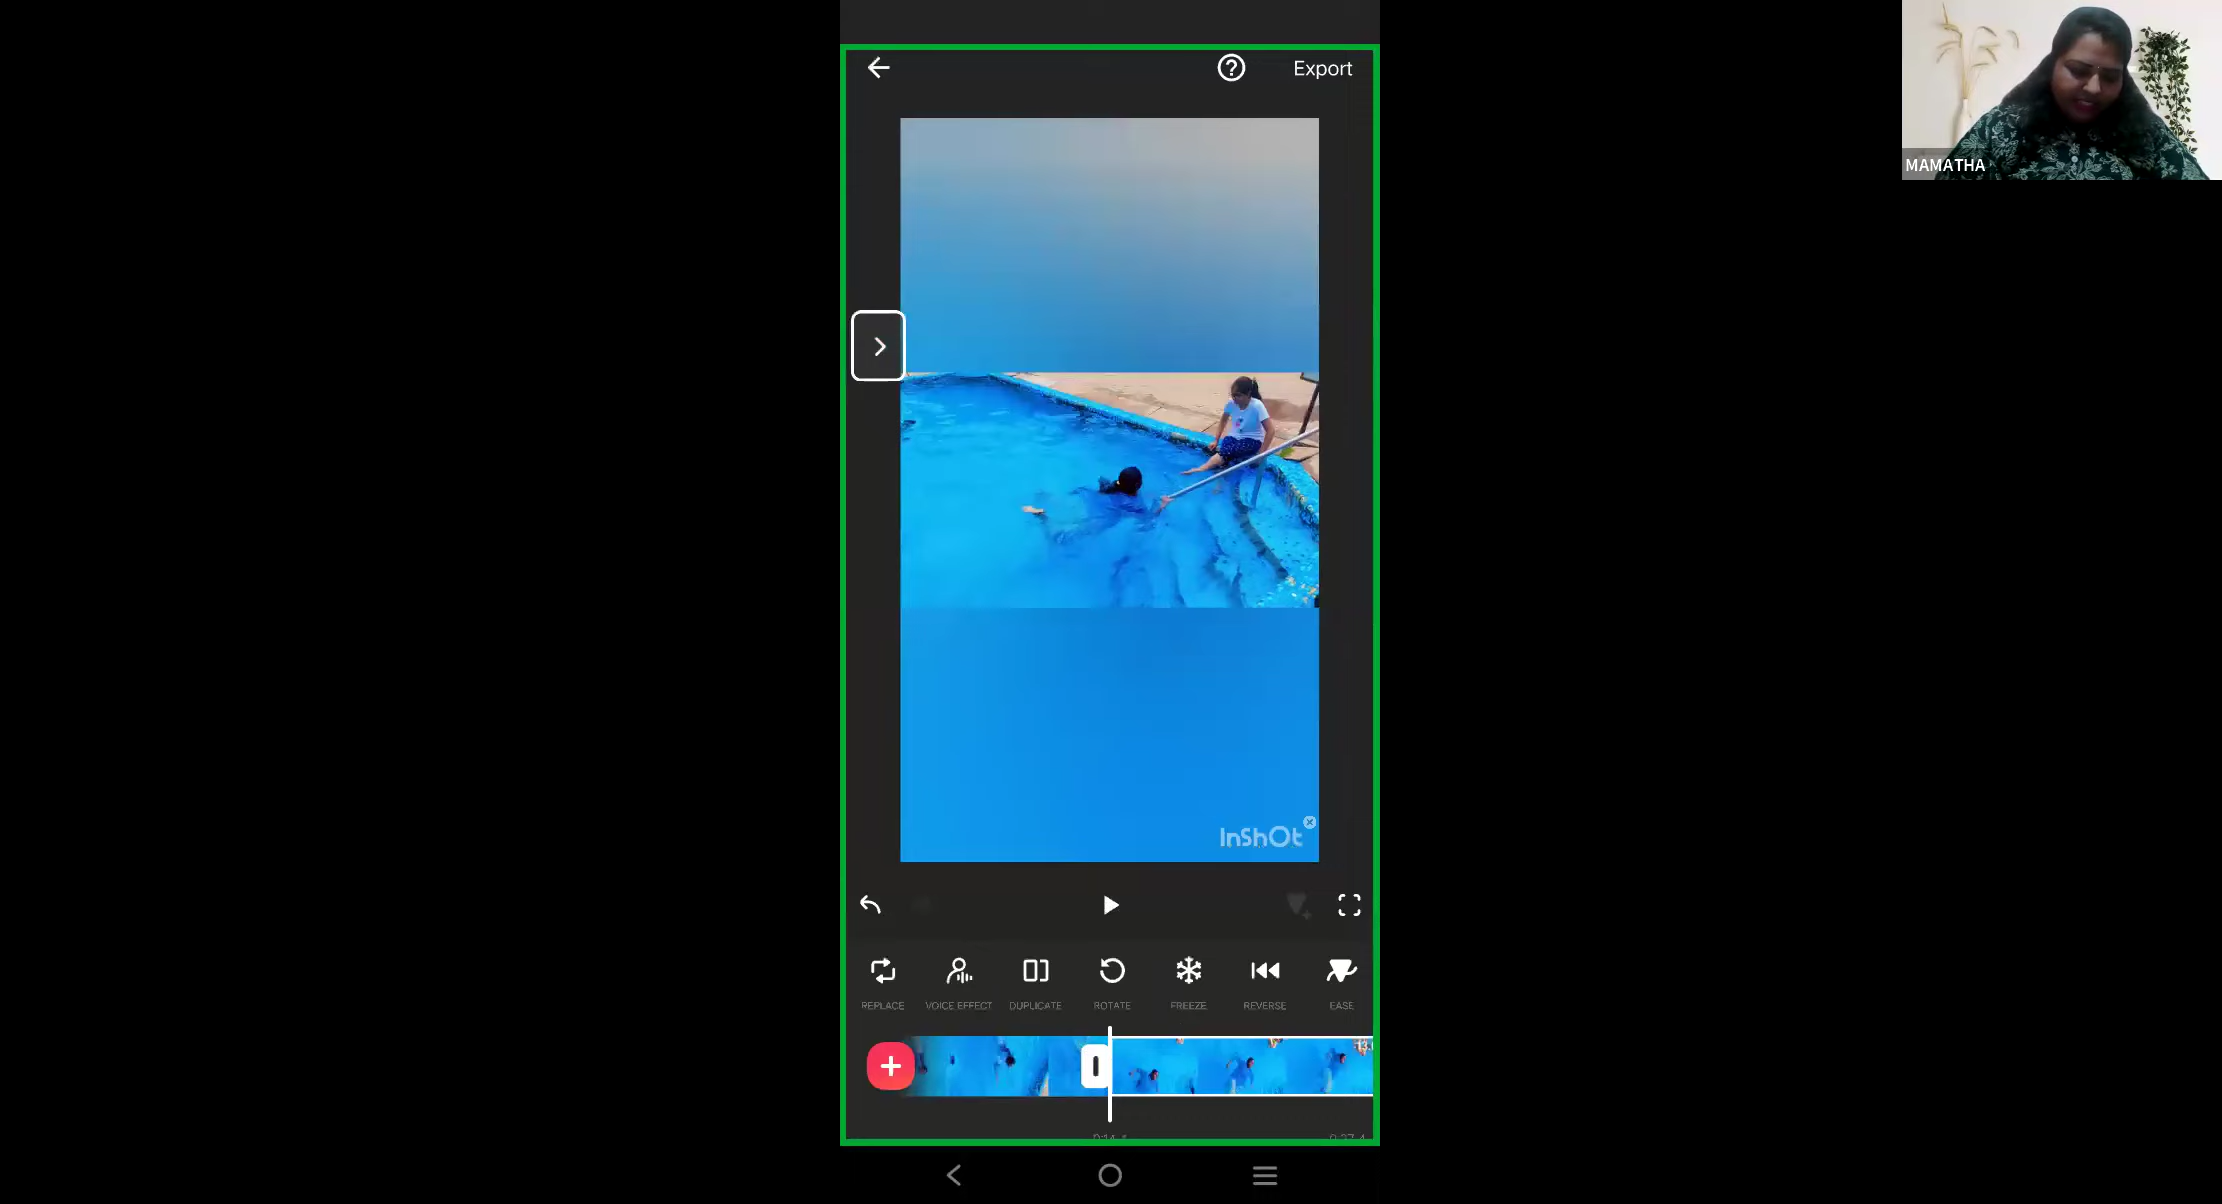 Export
MAMATHA
InShOt
REPLACE
VOICE EFFECT
DUPLICATE
ROTATE
FREEZE
REVERSE
EASE